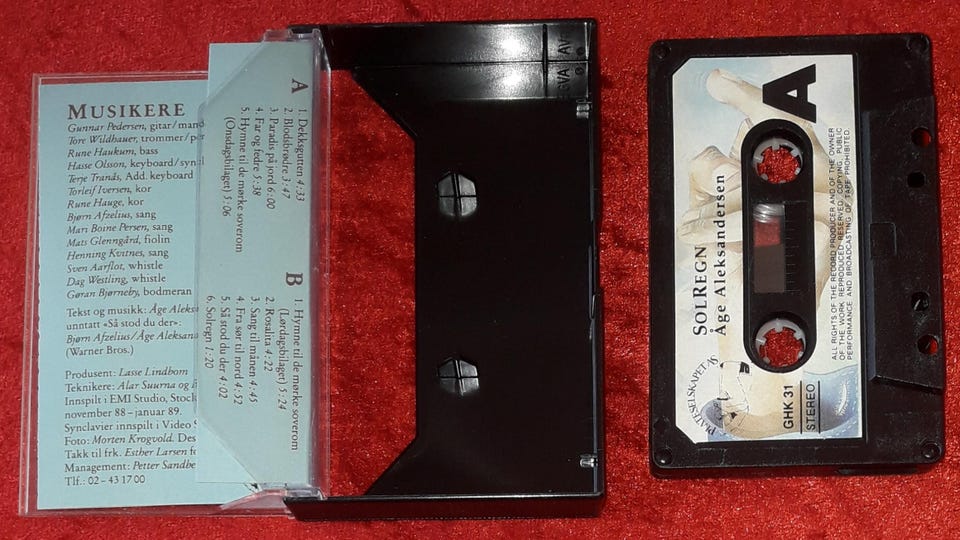 MUSIKERE
Gunnar Pedersen, gitar/mand
Tore Wildhauer, trommer/per
Rune Haukum, bass
Hasse Olsson, keyboard/syn
Terje Tranås, Add. keyboard
Torleif Iversen, kor
Rune Hauge, kor
Bjørn Afzelius, sang
Mari Boine Persen, sang
Mats Glenngård, fiolin
Henning Kvitnes, sang
Sven Aarflot, whistle
Dag Westling, whistle
Gøran Bjørneby, bodmeran
Tekst og musikk: Åge Aleks
unntatt «Så stod du der»:
Bjørn Afzelius/Åge Aleksan
(Warner Bros.)
Produsent: Lasse Lindbom
Teknikere: Alar Suurna og
Innspilt i EMI Studio, Stock
november 88 – januar 89.
Synclavier innspilt i Video S
Foto: Morten Krogvold. Des
Takk til frk. Esther Larsen fo
Management: Petter Sandbe
Tlf.: 02 – 43 17 00
A
1. Dekksgutten 4:33
2. Blodsbrødre 3:47
3. Paradis på jord 6:00
4. Far og fedre 5:38
5. Hymne til de mørke soverom
(Onsdagsbilaget) 5:06
B
1. Hymne til de mørke soverom
(Lørdagsbilaget) 5:24
2. Rosalita 4:22
3. Sang til månen 4:45
4. Fra sør til nord 4:52
5. Så stod du der 4:02
6. Solregn 1:20
A
SOLREGN
Åge Aleksandersen
ALL RIGHTS OF THE RECORD PRODUCER AND OF THE OWNER
OF THE WORK REPRODUCED RESERVED. COPYING, PUBLIC
PERFORMANCE AND BROADCASTING OF TAPE PROHIBITED.
PLATESELSKAPET
GHK 31
STEREO